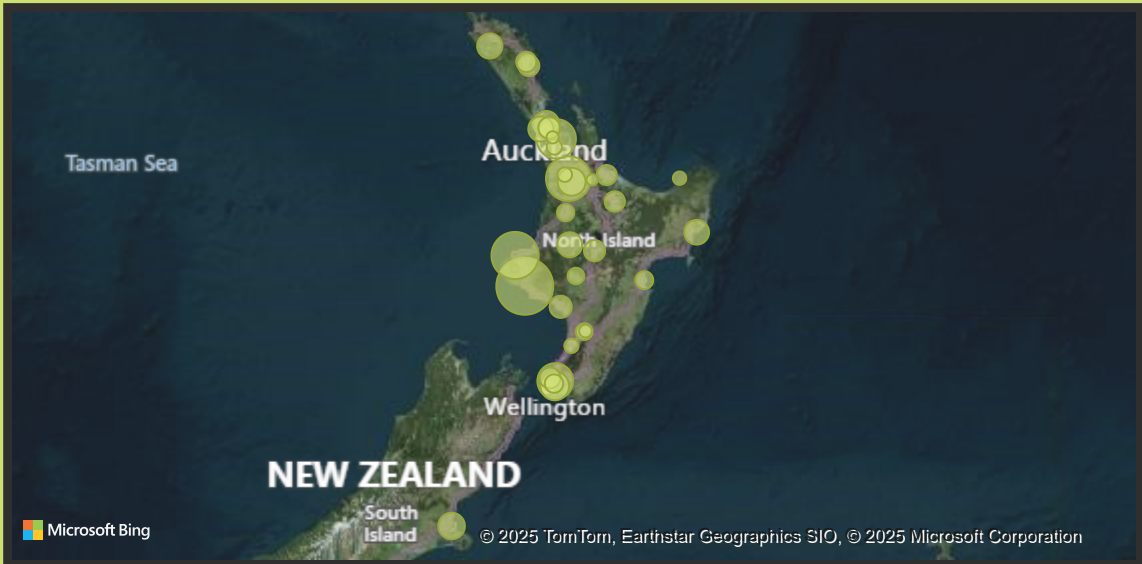 Auckland
Tasman Sea
North Island
Wellington
NEW ZEALAND
South
Island
Microsoft Bing
© 2025 TomTom, Earthstar Geographics SIO, © 2025 Microsoft Corporation